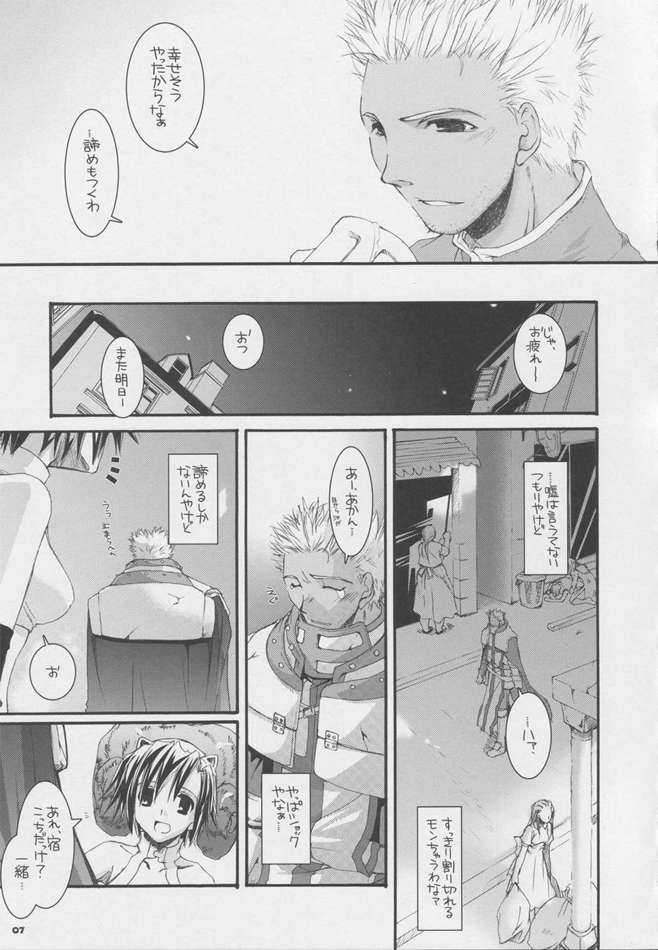 幸せそう
やったからなぁ
…諦めもつくわ
じゃ、
お疲れー
おつ
また明日ー
…嘘は言うてない
つもりやけど
…ハァ、
すっきり割り切れる
モンちゃうわなァ
あー、あかん…
やっぱショック
やなぁ…
諦めるしか
ないんやけど
お
あれ、宿
こっちだっけ？
一緒…
07